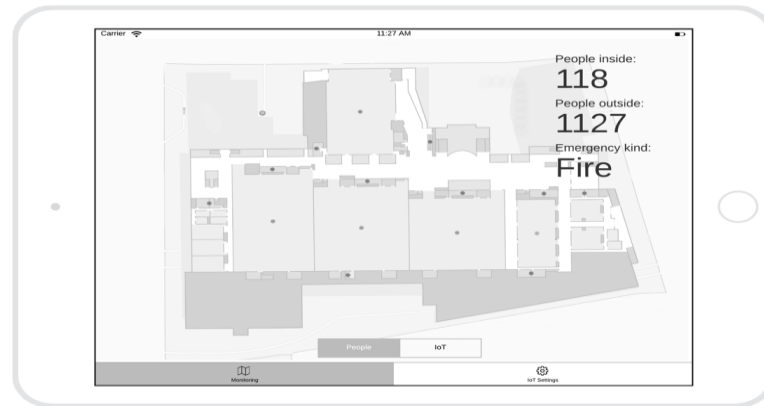 Carrier
11:27 AM
People inside:
118
People outside:
1127
Emergency kind:
Fire
People
IoT
Monitoring
IoT Settings